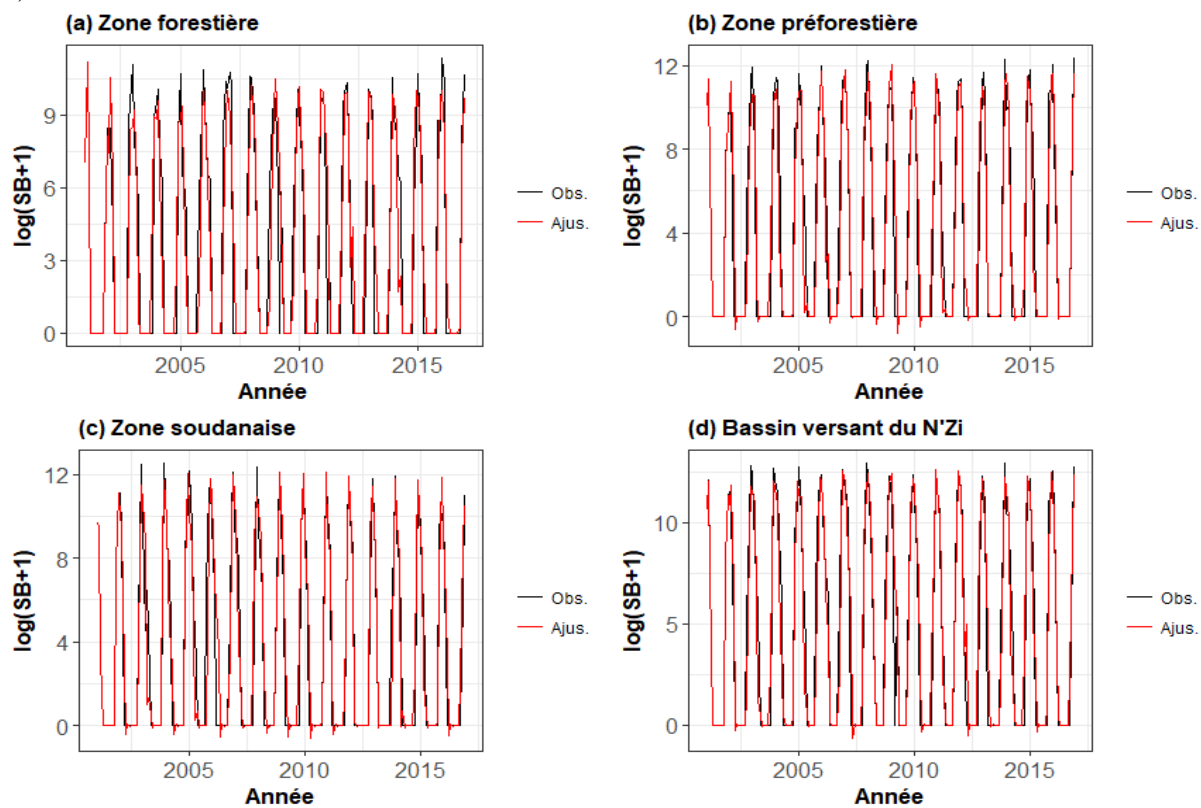 (a) Zone forestière
log(SB+1)
9
6
3
0
2005 2010 2015
Année
Obs.
Ajus.
(b) Zone préforestière
log(SB+1)
12
8
4
0
2005 2010 2015
Année
Obs.
Ajus.
(c) Zone soudanaise
log(SB+1)
12
8
4
0
2005 2010 2015
Année
Obs.
Ajus.
(d) Bassin versant du N'Zi
log(SB+1)
10
5
0
2005 2010 2015
Année
Obs.
Ajus.